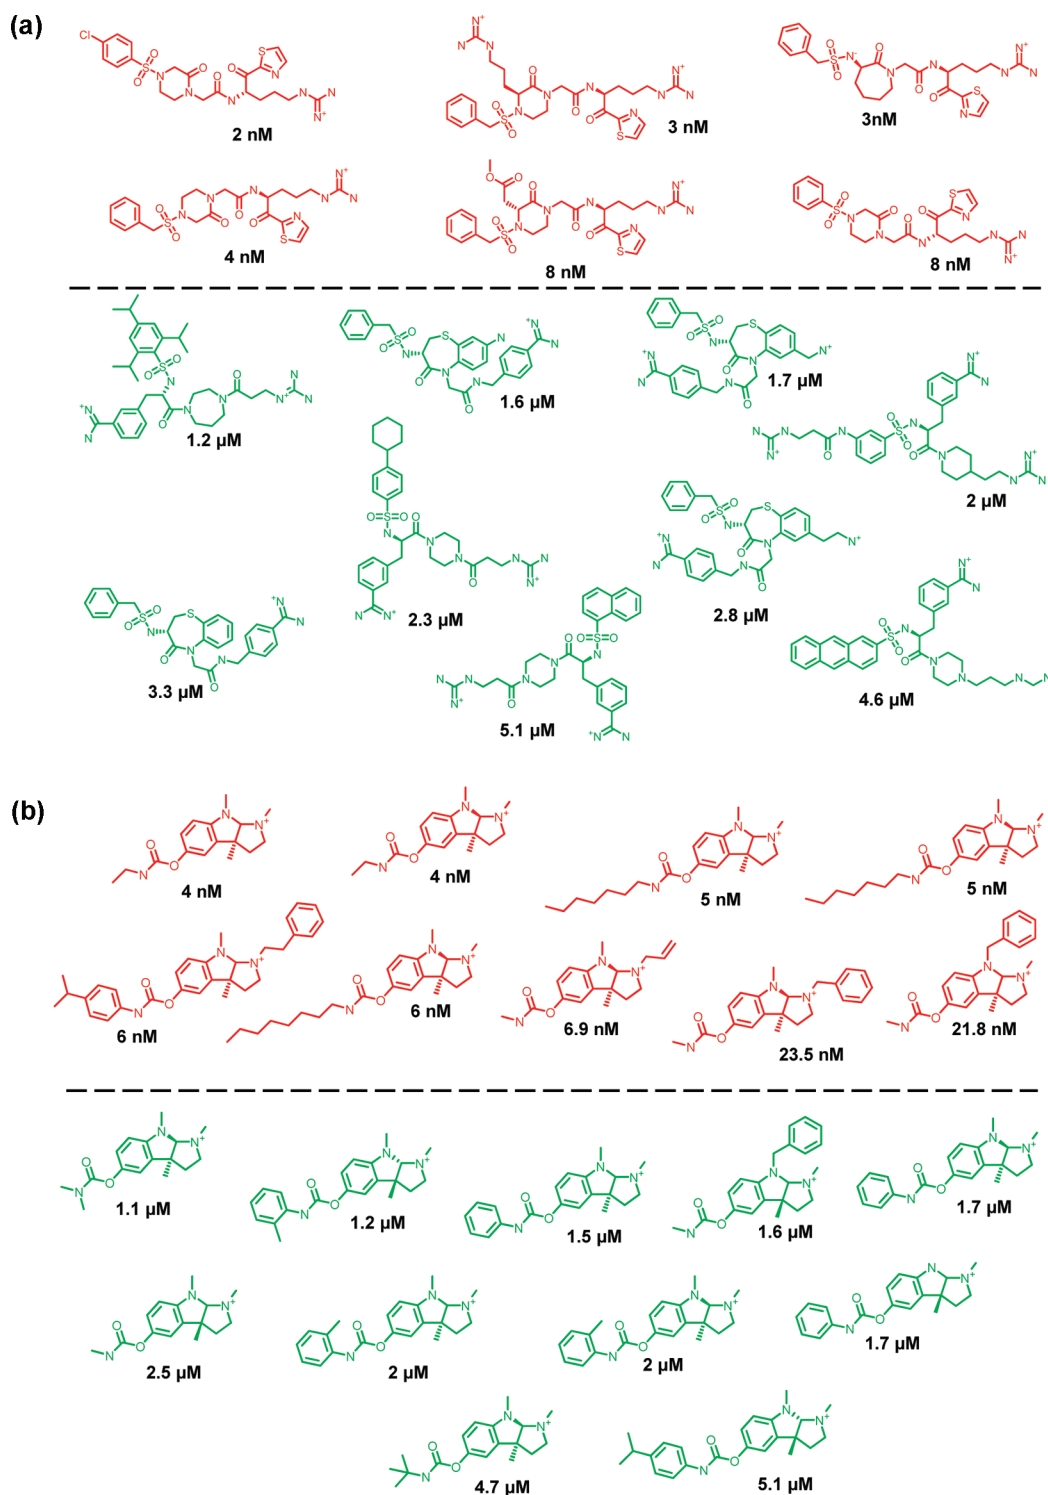 (a)
2 nM
3 nM
3nM
4 nM
8 nM
8 nM
1.2 µM
1.6 µM
1.7 µM
2 µM
2.3 µM
2.8 µM
3.3 µM
5.1 µM
4.6 µM
(b)
4 nM
4 nM
5 nM
5 nM
6 nM
6 nM
6.9 nM
23.5 nM
21.8 nM
1.1 µM
1.2 µM
1.5 µM
1.6 µM
1.7 µM
2.5 µM
2 µM
2 µM
1.7 µM
4.7 µM
5.1 µM